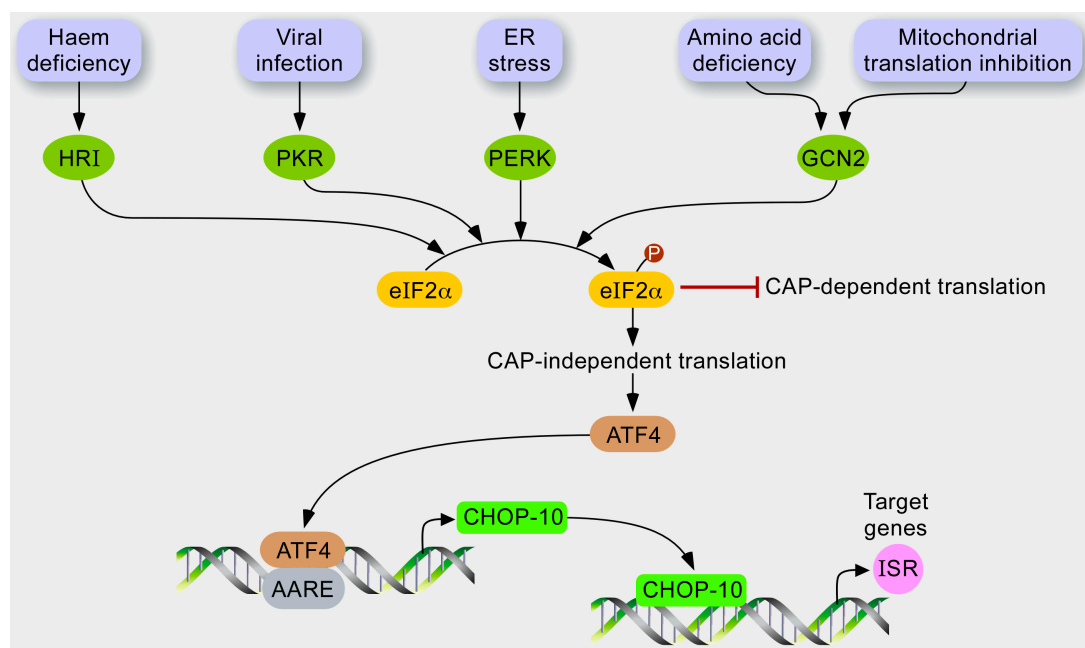 Haem
deficiency
Viral
infection
ER
stress
Amino acid
deficiency
Mitochondrial
translation inhibition
HRI
PKR
PERK
GCN2
P
eIF2α
eIF2α
CAP-dependent translation
CAP-independent translation
ATF4
Target
genes
CHOP-10
ATF4
AARE
ISR
CHOP-10